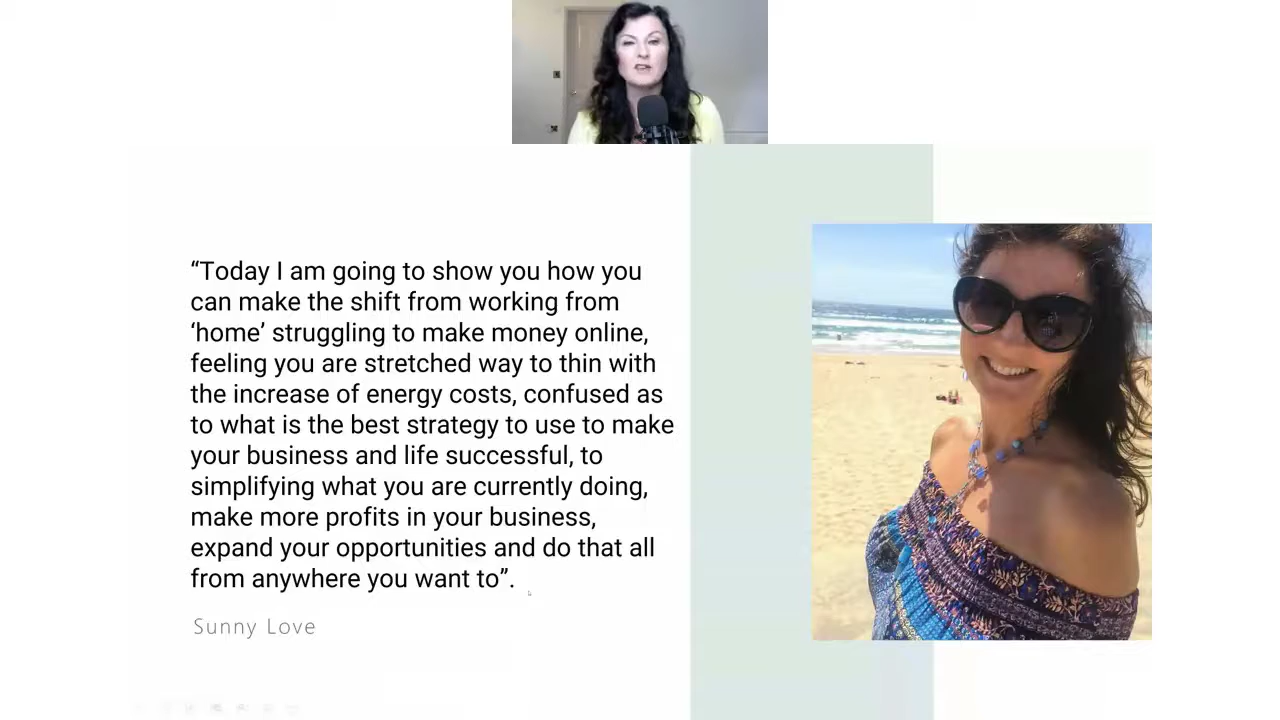 “Today I am going to show you how you
can make the shift from working from
‘home’ struggling to make money online,
feeling you are stretched way to thin with
the increase of energy costs, confused as
to what is the best strategy to use to make
your business and life successful, to
simplifying what you are currently doing,
make more profits in your business,
expand your opportunities and do that all
from anywhere you want to”.
Sunny Love